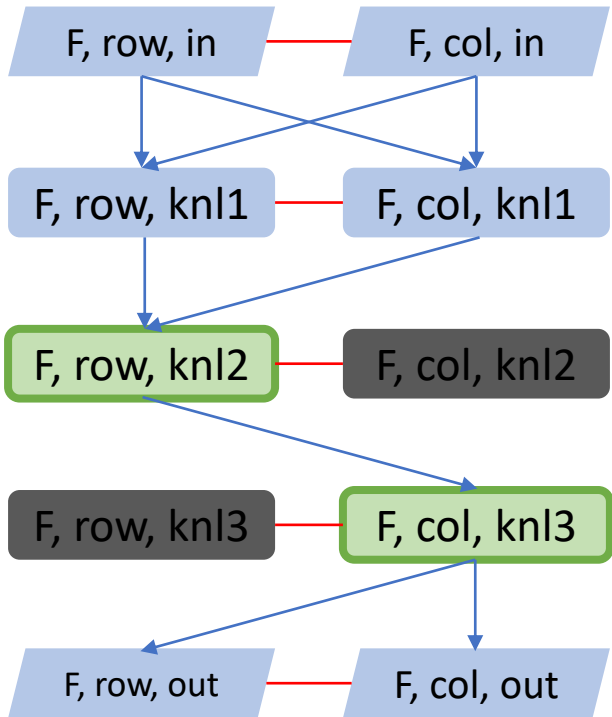 F, row, in
F, col, in
F, row, knl1
F, col, knl1
F, row, knl2
F, col, knl2
F, row, knl3
F, col, knl3
F, row, out
F, col, out